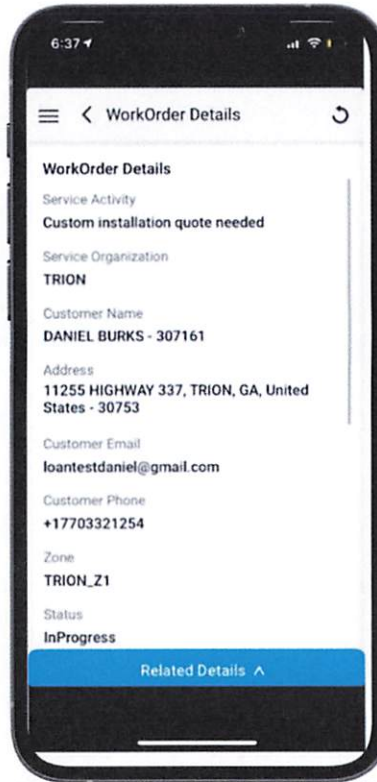 6:37
WorkOrder Details
WorkOrder Details
Service Activity
Custom installation quote needed
Service Organization
TRION
Customer Name
DANIEL BURKS - 307161
Address
11255 HIGHWAY 337, TRION, GA, United
States - 30753
Customer Email
loantestdaniel@gmail.com
Customer Phone
+17703321254
Zone
TRION_Z1
Status
InProgress
Related Details